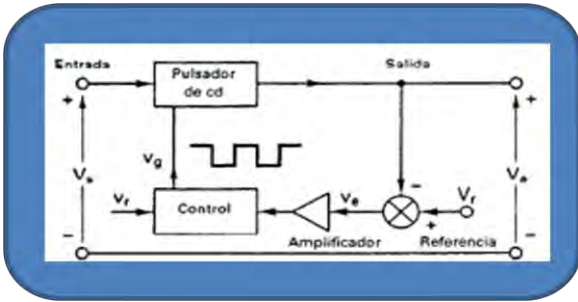 Entrada
Pulsador
de cd
Salida
+
+
Vs
vg
Va
−
vr
Control
ve
Vr
+
Amplificador
Referencia
−
−